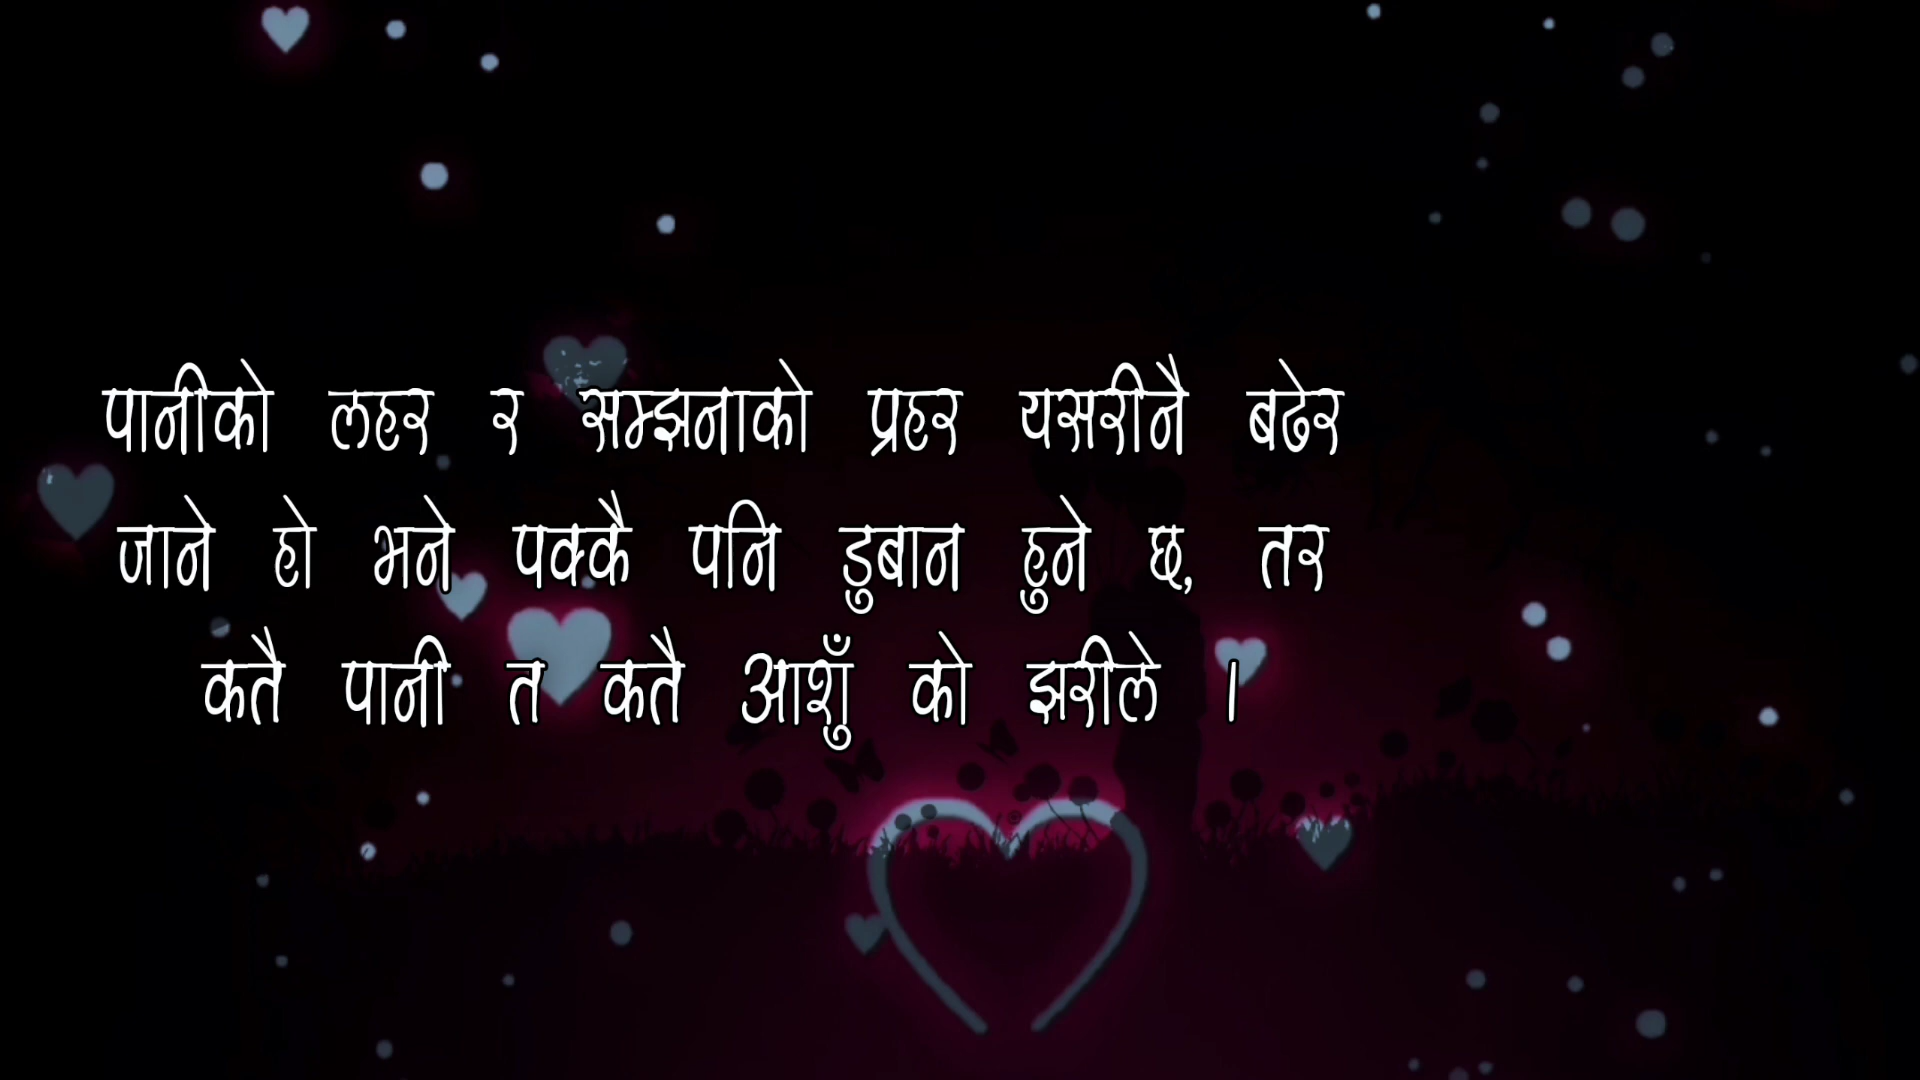 पानीको लहर र सम्झनाको प्रहर यसरीनै बढेर
जाने हो भने पक्कै पनि डुबान हुने छ, तर
कतै पानी त कतै आशुँ को झरीले ।